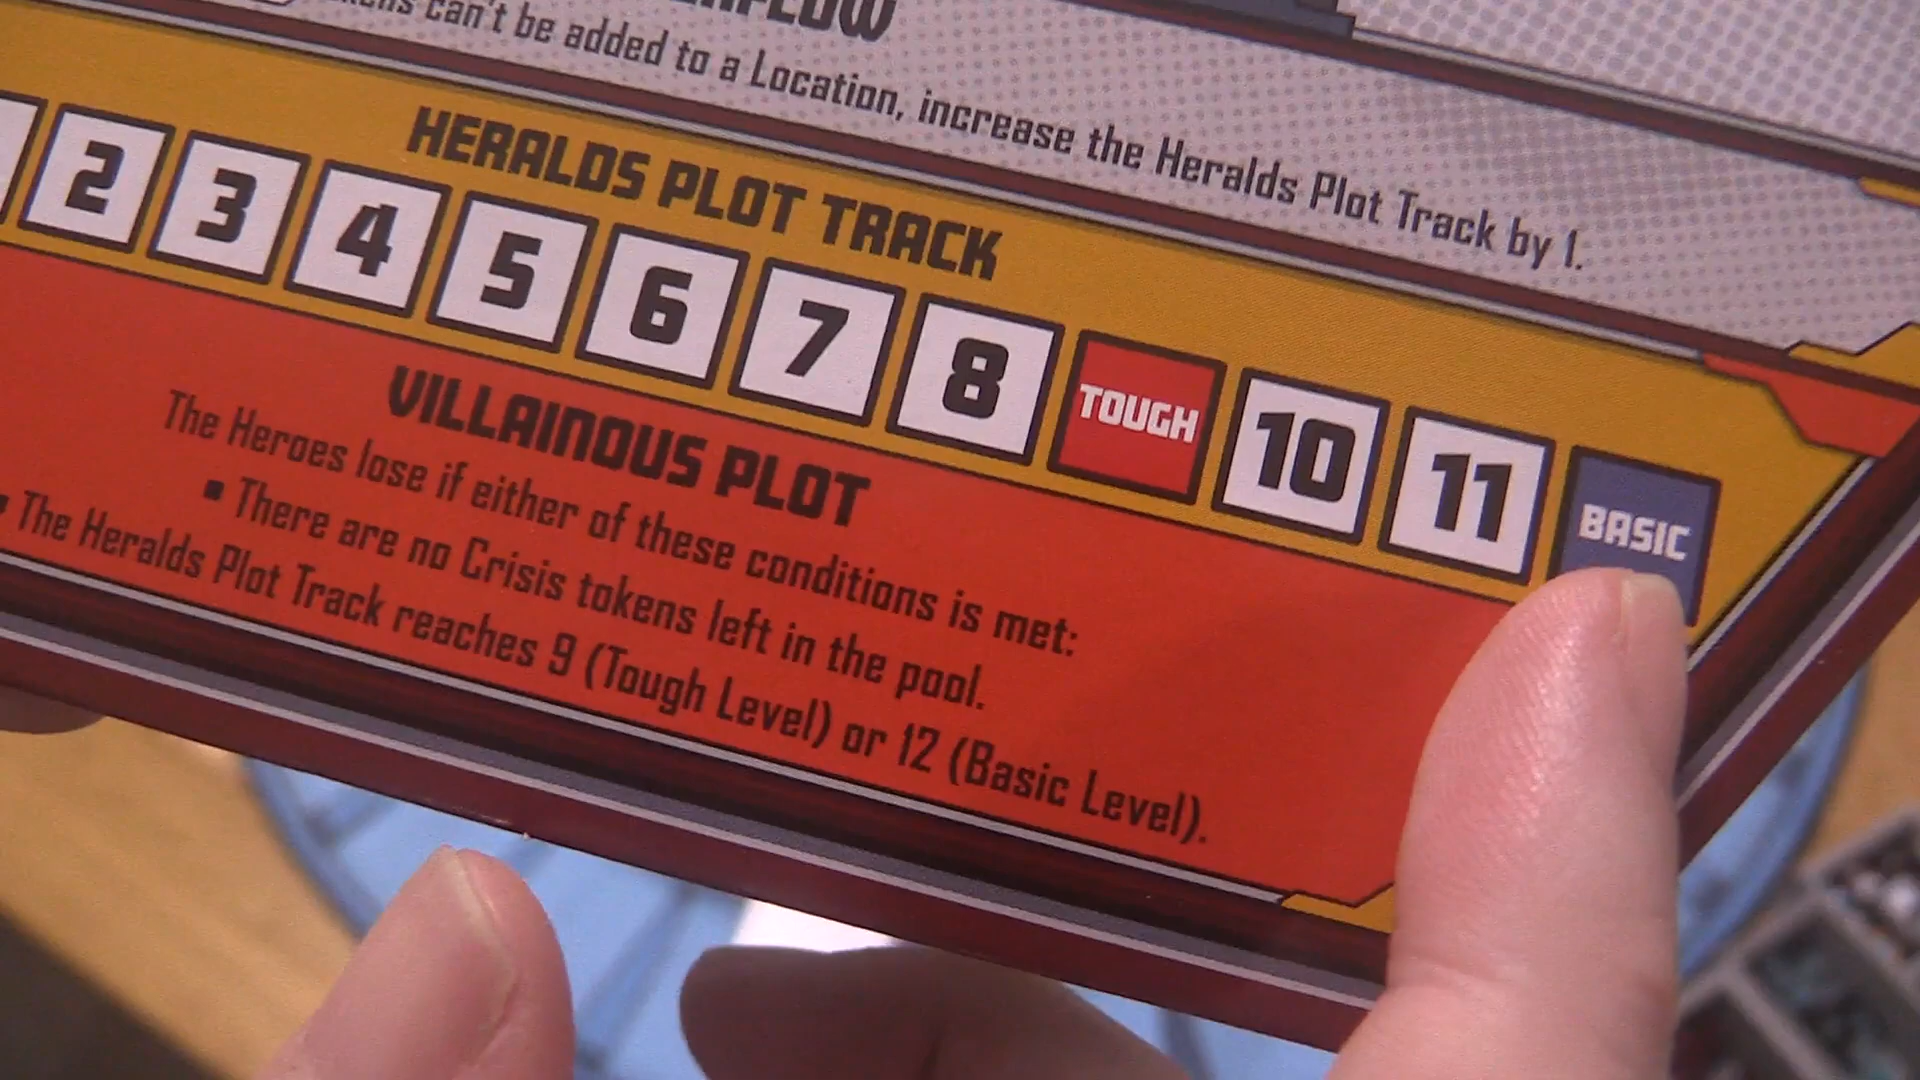 can't be added to a Location, increase the Heralds Plot Track by 1.
HERALDS PLOT TRACK
2 3 4 5 6 7 8 TOUGH 10 11 BASIC
VILLAINOUS PLOT
The Heroes lose if either of these conditions is met:
▪ There are no Crisis tokens left in the pool.
▪ The Heralds Plot Track reaches 9 (Tough Level) or 12 (Basic Level).